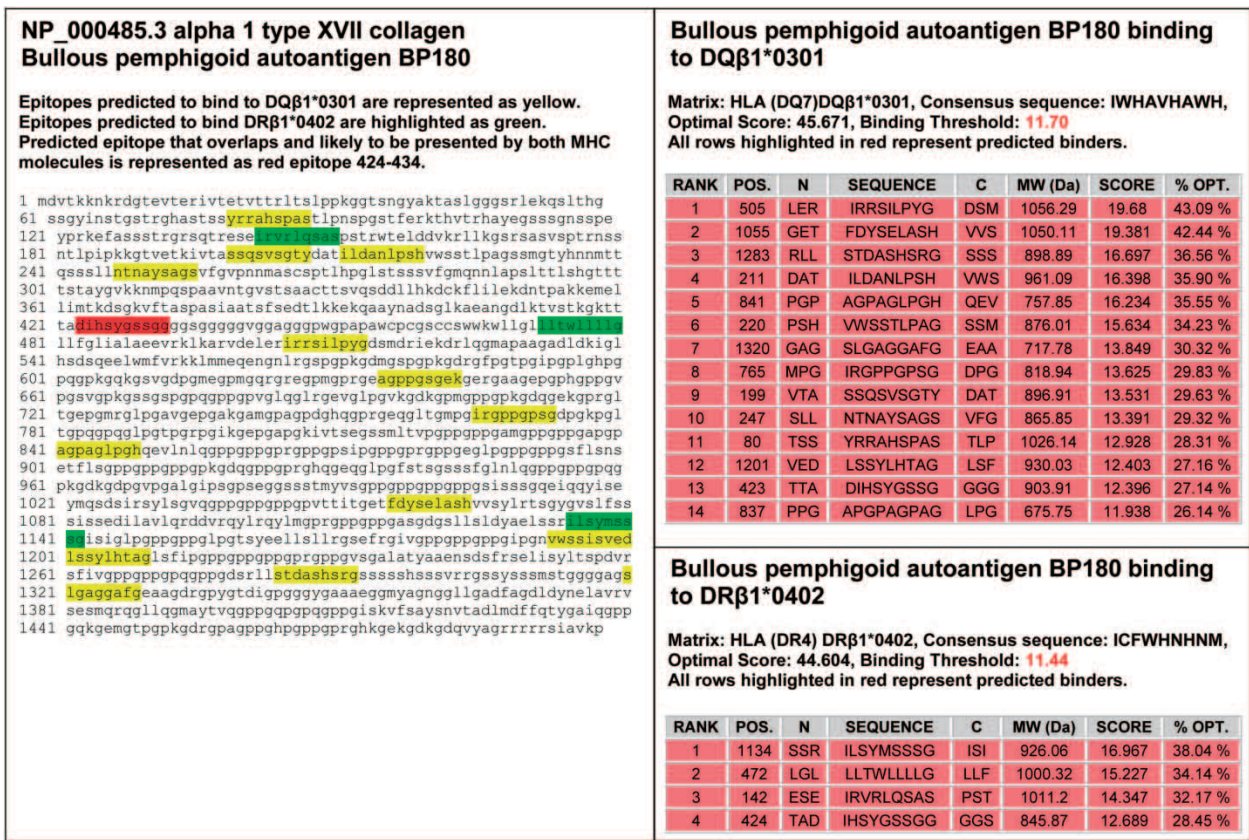 NP_000485.3 alpha 1 type XVII collagen
Bullous pemphigoid autoantigen BP180
Epitopes predicted to bind to DQβ1*0301 are represented as yellow.
Epitopes predicted to bind DRβ1*0402 are highlighted as green.
Predicted epitope that overlaps and likely to be presented by both MHC
molecules is represented as red epitope 424-434.
1 mdvtkknkrdgtevterivtetvttrltslppkggtsngyaktaslgggsrlekqslthg
61 ssgyinstgstrghastssyrrahspastlpnspgstferkthvtrhayegsssgnsspe
121 yprkefassstrgrsqtreseirvrlqsaspstrwtelddvkrllkgsrsasvsptrnss
181 ntlpipkkgtvetkivtassqsvsgtydatildanlpshvwsstlpagssmgtyhnnmtt
241 qsssllntnaysagsvfgvpnnmascsptlhpglstsssvfgmqnnlapslttlshgttt
301 tstaygvkknmpqspaavntgvstsaacttsvqsddllhkdckflilekdntpakkemel
361 limtkdsgkvftaspasiaatsfsedtlkkekqaaynadsglkaeangdlktvstkgktt
421 tadihsygssgggsgggggvggagggpwgpapawcpcgsccswwkwllglllтwllllg
481 llfglialaeevrklkarvdelerirrsilpygdsmdriekdrlqgmapaagadldkigl
541 hsdsqeelwmfvrkklmmeqengnlrgspgpkgdmgspgpkgdrgfpgtpgipgplghpg
601 pqgpkgqkgsvgdpgmegpmgqrgregpmgprgeagppgsgekgergaagepgphgppgv
661 pgsvgpkgssgspgpqgppgpvglqglrgevglpgvkgdkgpmgppgpkgdqgekgprgl
721 tgepgmrglpgavgepgakgamgpagpdghqgprgeqgltgmpgirgppgpsgdpgkpgl
781 tgpqgpqglpgtpgrpgikgepgapgkivtsegssmltvpgppgppgamgppgppgapgp
841 agpaglpghqevlnlqgppgppgprgppgpsipgppgprgppgeglpgppgppgsflsns
901 etflsgppgppgppgpkgdqgppgprghqgeqglpgfstsgsssfglnlqgppgppgpqg
961 pkgdkgdpgvpgalgipsgpseggssstmyvsgppgppgppgppgsissssgqeiqqyise
1021 ymqsdsirsylsgvqgppgppgppgpvttitgetfdyselashvvsylrtsgygvslfss
1081 sissedilavlqrddvrqylrqylmgprgppgppgasgdgsllsldyaelssrilsymss
1141 sgisiglpgppgppglpgtsyeellsllrgsefrgivgppgppgppgipgnvwssisved
1201 lssylhtaglsfipgppgppgppgprgppgvsgalatyaaensdsfrselisyltspdvr
1261 sfivgppgppgpqgppgdsrllstdashsrgsssssshsssvrrgssysssmstggggags
1321 lgaggafgeaagdrgpygtdigpgggygaaaeggmyagnggllgadfagdldynelavrv
1381 sesmqrqgllqgmaytvqgppgqpgpqgppgiskvfsaysnvtadlmdffqtygaiqgpp
1441 gqkgemgtpgpkgdrgpagppghpgppgprghkgekgdkgdqvyagrrrrrsiavkp
Bullous pemphigoid autoantigen BP180 binding
to DQβ1*0301
Matrix: HLA (DQ7)DQβ1*0301, Consensus sequence: IWHAVHAWH,
Optimal Score: 45.671, Binding Threshold: 11.70
All rows highlighted in red represent predicted binders.
RANK POS. N SEQUENCE C MW (Da) SCORE % OPT.
1 505 LER IRRSILPYG DSM 1056.29 19.68 43.09 %
2 1055 GET FDYSELASH VVS 1050.11 19.381 42.44 %
3 1283 RLL STDASHSRG SSS 898.89 16.697 36.56 %
4 211 DAT ILDANLPSH VWS 961.09 16.398 35.90 %
5 841 PGP AGPAGLPGH QEV 757.85 16.234 35.55 %
6 220 PSH VWSSTLPAG SSM 876.01 15.634 34.23 %
7 1320 GAG SLGAGGAFG EAA 717.78 13.849 30.32 %
8 765 MPG IRGPPGPSG DPG 818.94 13.625 29.83 %
9 199 VTA SSQSVSGTY DAT 896.91 13.531 29.63 %
10 247 SLL NTNAYSAGS VFG 865.85 13.391 29.32 %
11 80 TSS YRRAHSPAS TLP 1026.14 12.928 28.31 %
12 1201 VED LSSYLHTAG LSF 930.03 12.403 27.16 %
13 423 TTA DIHSYGSSG GGG 903.91 12.396 27.14 %
14 837 PPG APGPAGPAG LPG 675.75 11.938 26.14 %
Bullous pemphigoid autoantigen BP180 binding
to DRβ1*0402
Matrix: HLA (DR4) DRβ1*0402, Consensus sequence: ICFWHNHNM,
Optimal Score: 44.604, Binding Threshold: 11.44
All rows highlighted in red represent predicted binders.
RANK POS. N SEQUENCE C MW (Da) SCORE % OPT.
1 1134 SSR ILSYMSSSG ISI 926.06 16.967 38.04 %
2 472 LGL LLTWLLLLG LLF 1000.32 15.227 34.14 %
3 142 ESE IRVRLQSAS PST 1011.2 14.347 32.17 %
4 424 TAD IHSYGSSGG GGS 845.87 12.689 28.45 %